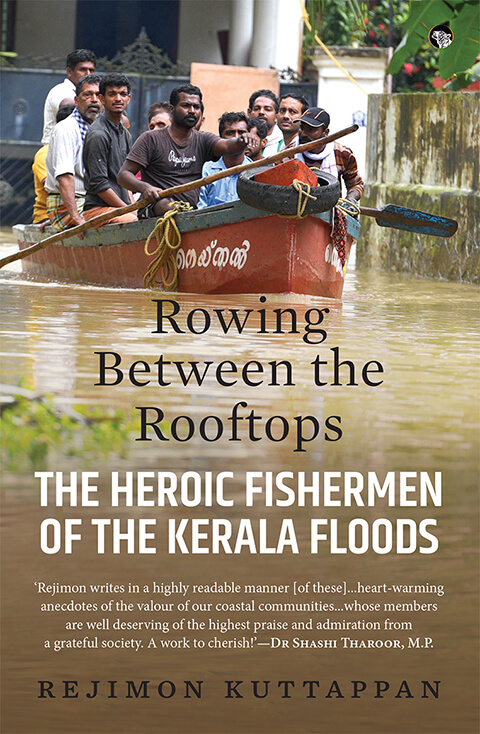 നെയ്തൽ
Rowing
Between the
Rooftops
THE HEROIC FISHERMEN
OF THE KERALA FLOODS
‘Rejimon writes in a highly readable manner [of these]...heart-warming
anecdotes of the valour of our coastal communities...whose members
are well deserving of the highest praise and admiration from
a grateful society. A work to cherish!’—DR SHASHI THAROOR, M.P.
REJIMON KUTTAPPAN